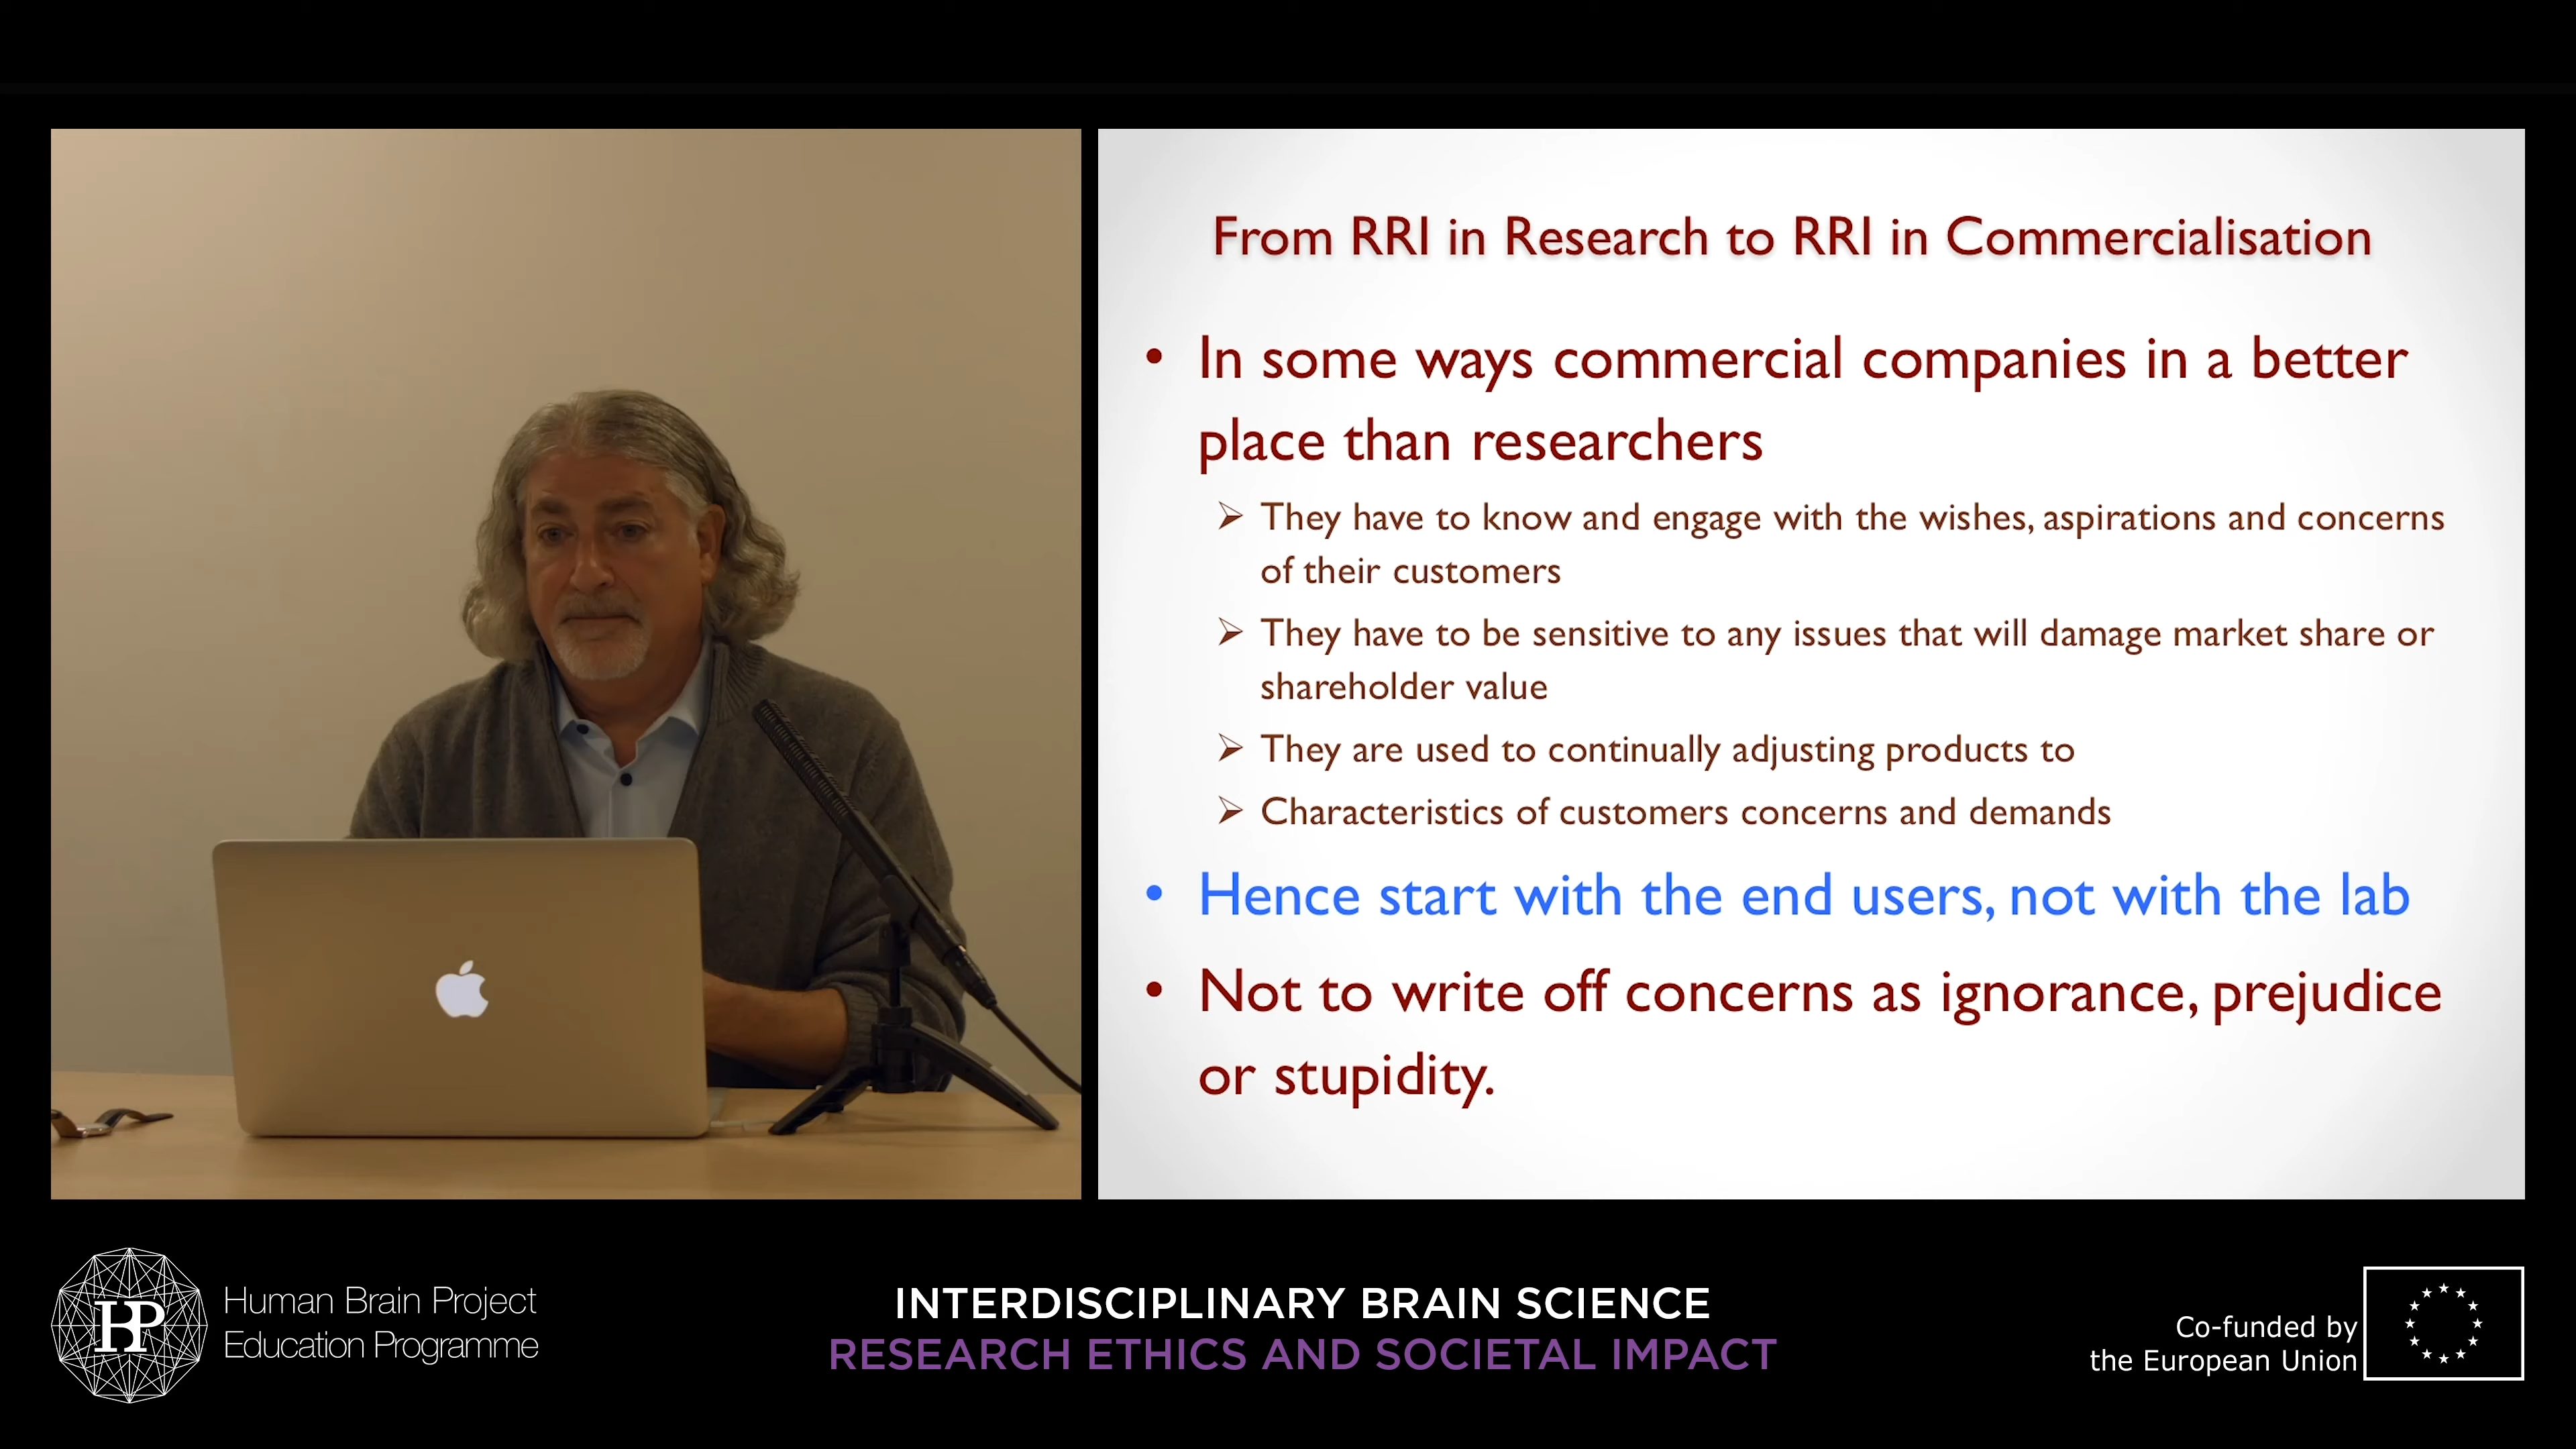 From RRI in Research to RRI in Commercialisation
• In some ways commercial companies in a better
place than researchers
➢ They have to know and engage with the wishes, aspirations and concerns
of their customers
➢ They have to be sensitive to any issues that will damage market share or
shareholder value
➢ They are used to continually adjusting products to
➢ Characteristics of customers concerns and demands
• Hence start with the end users, not with the lab
• Not to write off concerns as ignorance, prejudice
or stupidity.
HBP
Human Brain Project
Education Programme
INTERDISCIPLINARY BRAIN SCIENCE
RESEARCH ETHICS AND SOCIETAL IMPACT
Co-funded by
the European Union